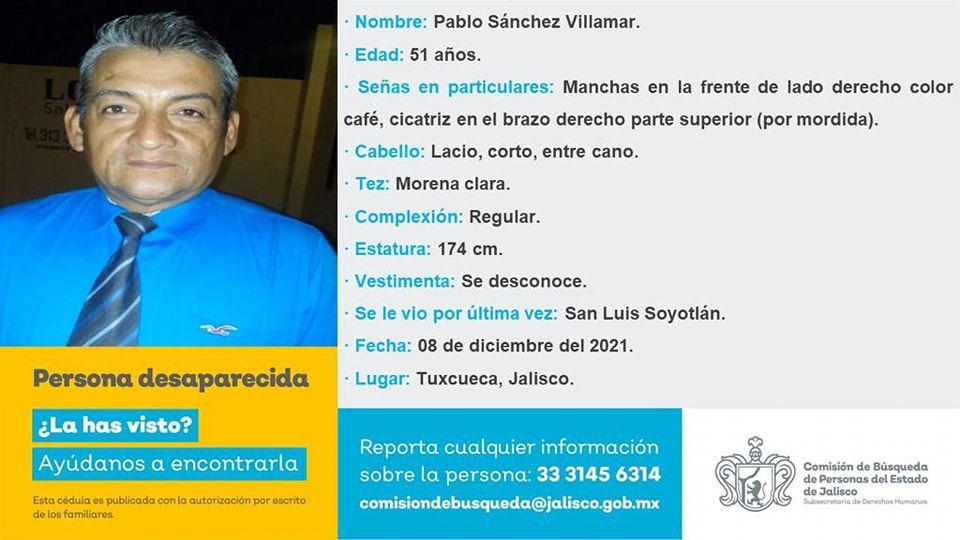 LO
Sa
Tel.313
· Nombre: Pablo Sánchez Villamar.
· Edad: 51 años.
· Señas en particulares: Manchas en la frente de lado derecho color
café, cicatriz en el brazo derecho parte superior (por mordida).
· Cabello: Lacio, corto, entre cano.
· Tez: Morena clara.
· Complexión: Regular.
· Estatura: 174 cm.
· Vestimenta: Se desconoce.
· Se le vio por última vez: San Luis Soyotlán.
· Fecha: 08 de diciembre del 2021.
· Lugar: Tuxcueca, Jalisco.
Persona desaparecida
¿La has visto?
Ayúdanos a encontrarla
Esta cédula es publicada con la autorización por escrito
de los familiares.
Reporta cualquier información
sobre la persona: 33 3145 6314
comisiondebusqueda@jalisco.gob.mx
Comisión de Búsqueda
de Personas del Estado
de Jalisco
Subsecretaría de Derechos Humanos